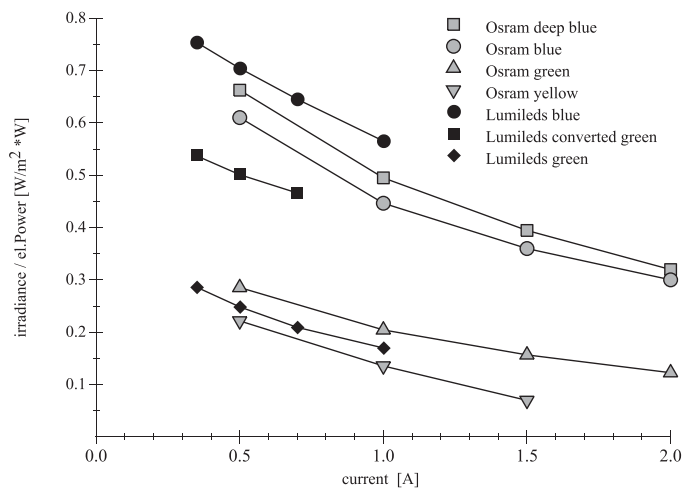 0.8
0.7
0.6
0.5
0.4
0.3
0.2
0.1
irradiance / el.Power [W/m² *W]
Osram deep blue
Osram blue
Osram green
Osram yellow
Lumileds blue
Lumileds converted green
Lumileds green
0.0 0.5 1.0 1.5 2.0
current [A]